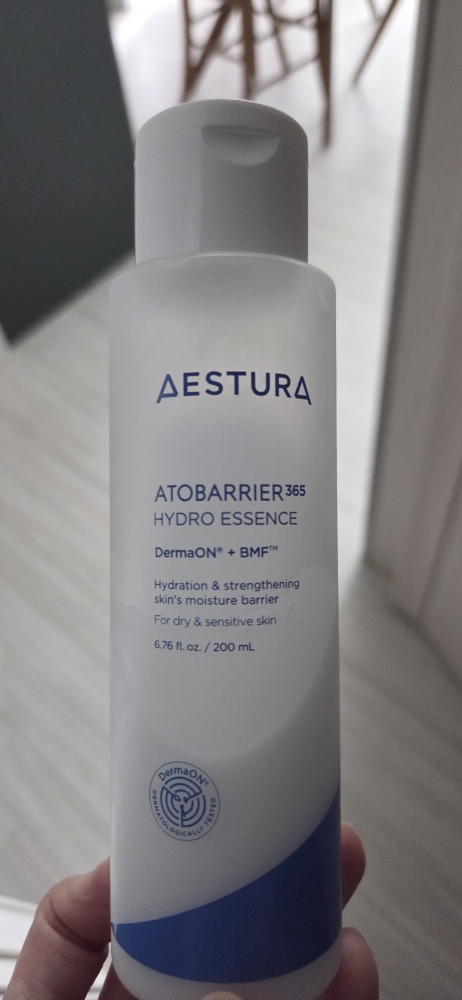 AESTURA
ATOBARRIER365
HYDRO ESSENCE
DermaON® + BMF™
Hydration & strengthening
skin's moisture barrier
For dry & sensitive skin
6.76 fl. oz. / 200 mL
DermaON®
DERMATOLOGICALLY TESTED